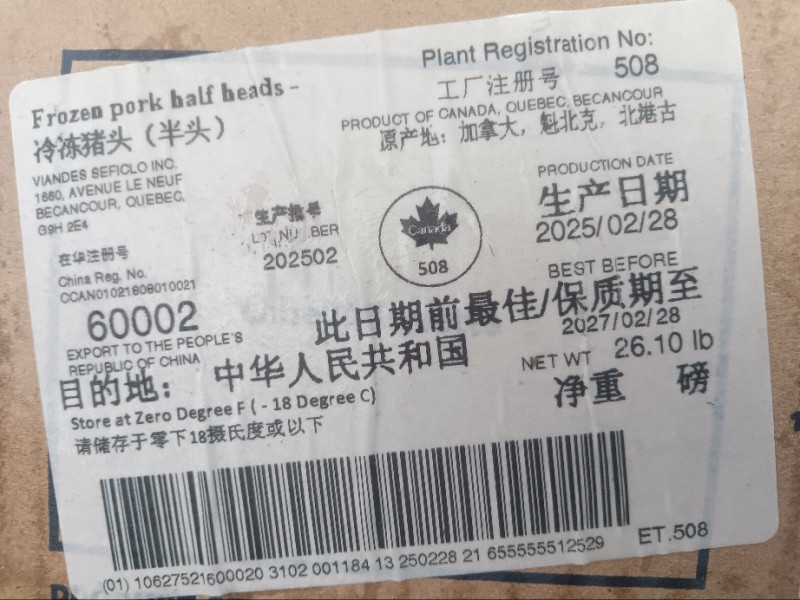 Frozen pork half heads -
冷冻猪头（半头）
VIANDES SEFICLO INC.
1660, AVENUE LE NEUF
BECANCOUR, QUEBEC,
G9H 2E4
Plant Registration No:
工厂注册号 508
PRODUCT OF CANADA, QUEBEC, BECANCOUR
原产地：加拿大，魁北克，北港古
生产批号
LOT NUMBER
202502
Canada
508
PRODUCTION DATE
生产日期
2025/02/28
在华注册号
China Reg. No.
CCAN01021808010021
60002
BEST BEFORE
此日期前最佳/保质期至
2027/02/28
EXPORT TO THE PEOPLE'S
REPUBLIC OF CHINA
目的地：中华人民共和国
NET WT 26.10 lb
净重 磅
Store at Zero Degree F ( - 18 Degree C)
请储存于零下18摄氏度或以下
(01) 10627521600020 3102 001184 13 250228 21 655555512529
ET.508